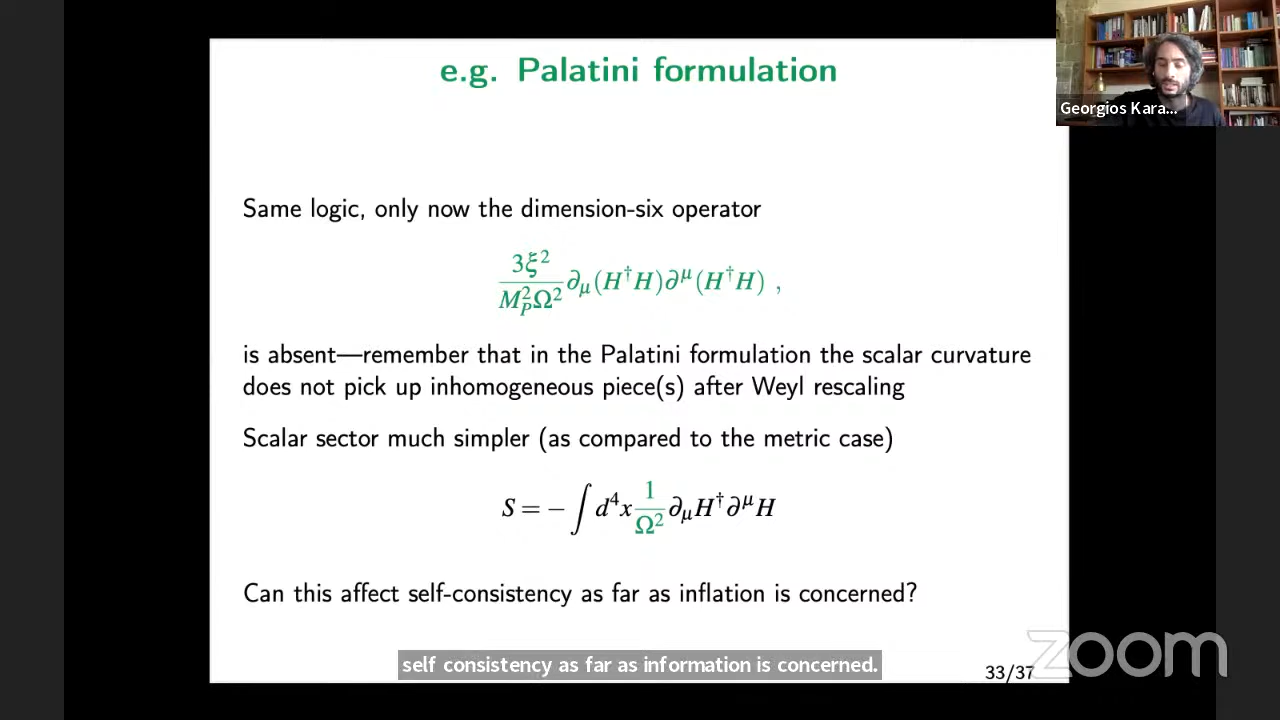 e.g. Palatini formulation
Georgios Kara...
Same logic, only now the dimension-six operator
3ξ²/(M_P²Ω²) ∂_μ(H†H)∂^μ(H†H) ,
is absent—remember that in the Palatini formulation the scalar curvature
does not pick up inhomogeneous piece(s) after Weyl rescaling
Scalar sector much simpler (as compared to the metric case)
S = − ∫ d⁴x 1/Ω² ∂_μH†∂^μH
Can this affect self-consistency as far as inflation is concerned?
self consistency as far as information is concerned.
33/37
zoom